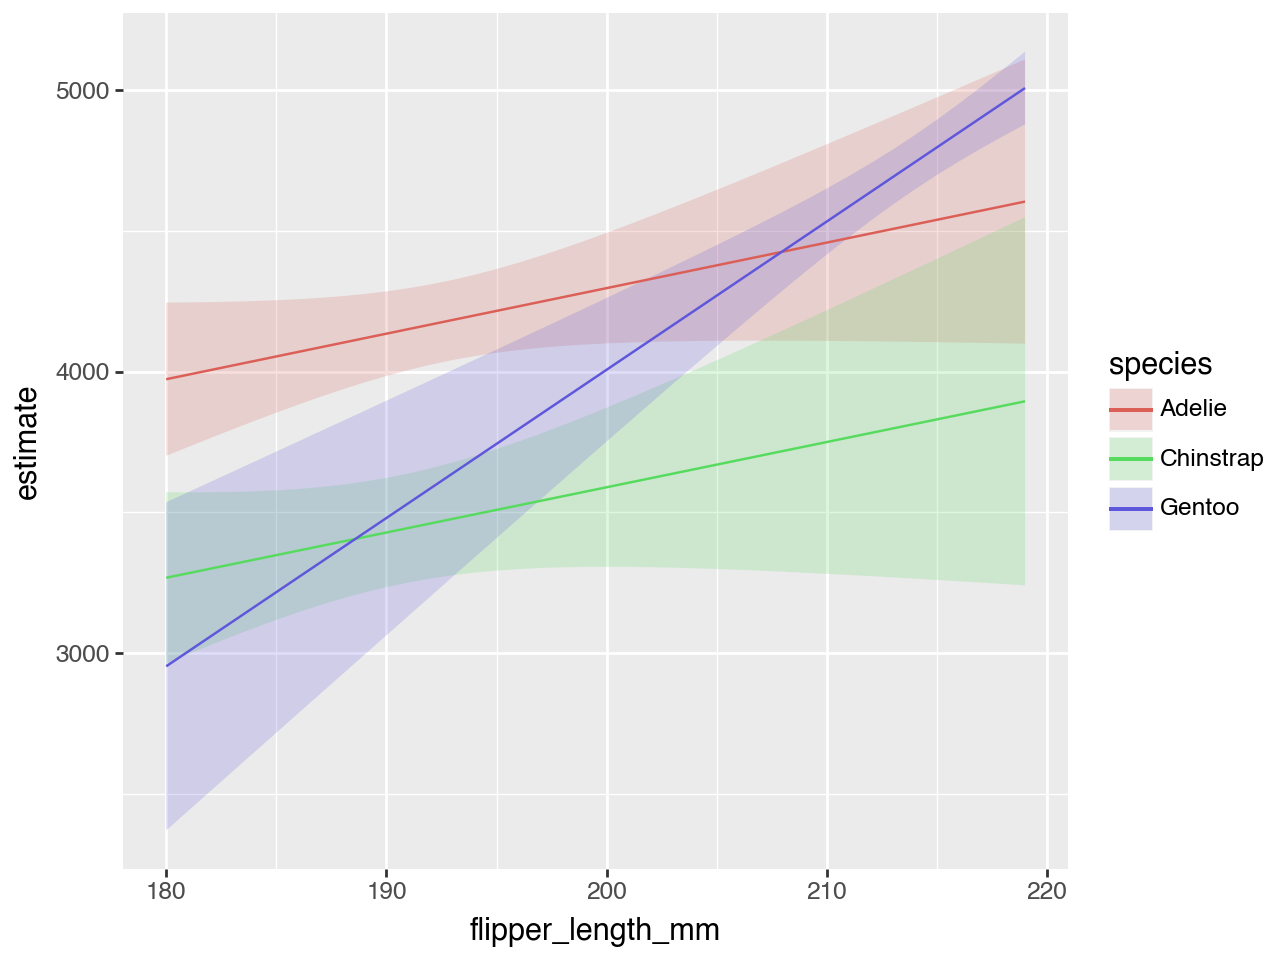 5000
4000
3000
estimate
180 190 200 210 220
flipper_length_mm
species
Adelie
Chinstrap
Gentoo